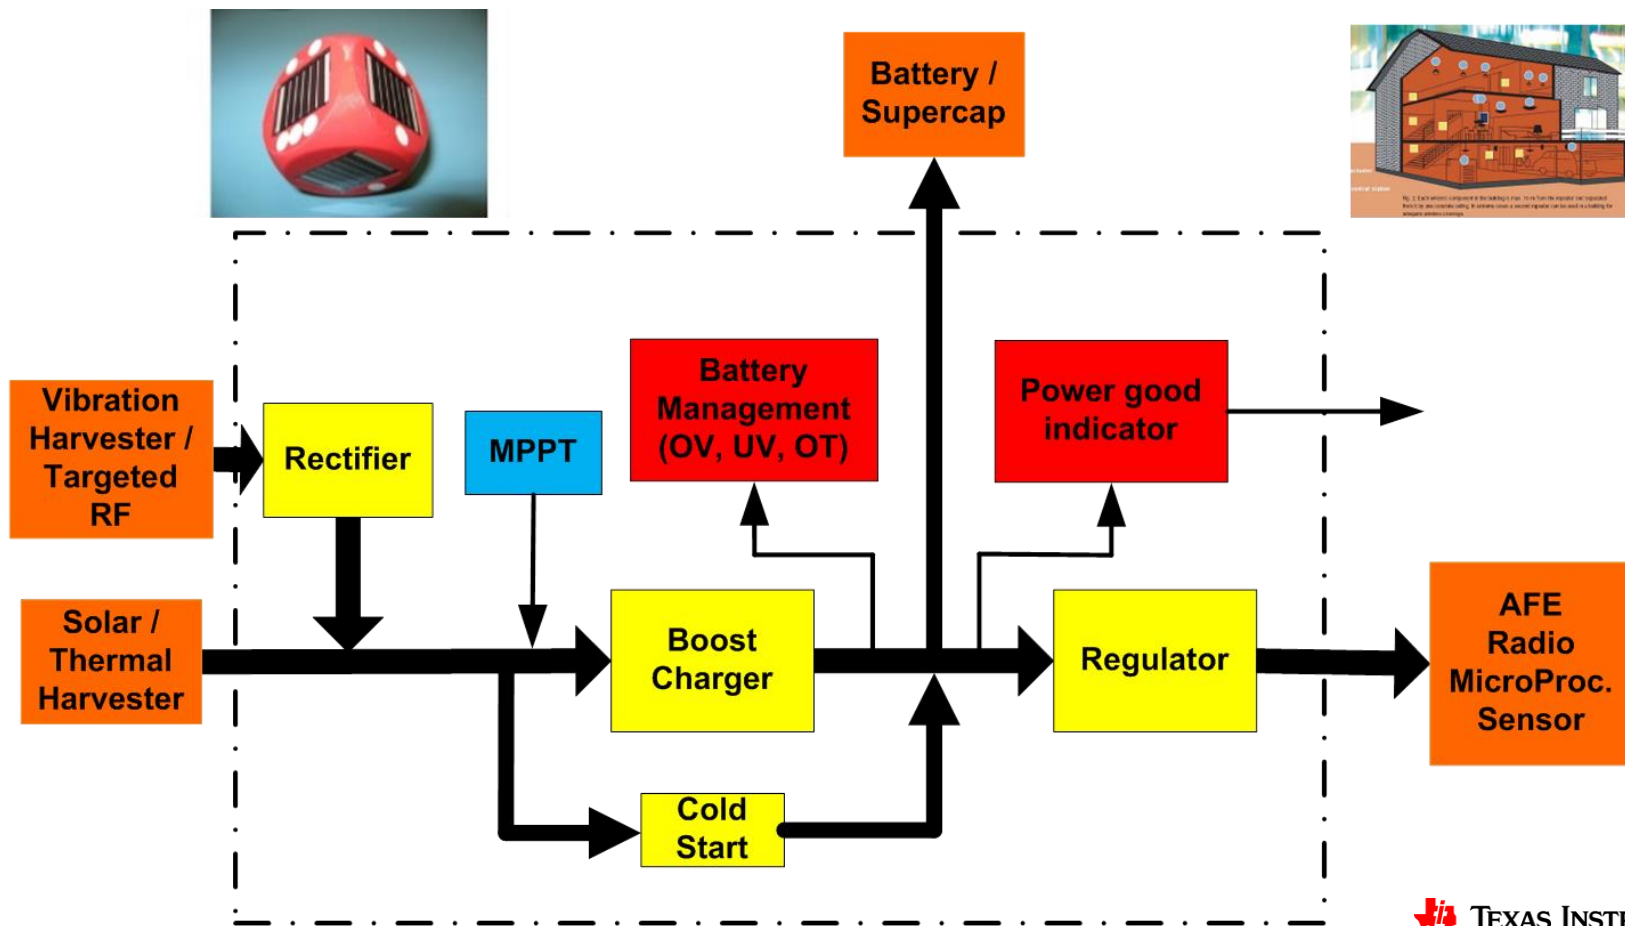 Battery /
Supercap
Vibration
Harvester /
Targeted
RF
Rectifier
MPPT
Battery
Management
(OV, UV, OT)
Power good
indicator
Solar /
Thermal
Harvester
Boost
Charger
Regulator
AFE
Radio
MicroProc.
Sensor
Cold
Start
TEXAS INSTR